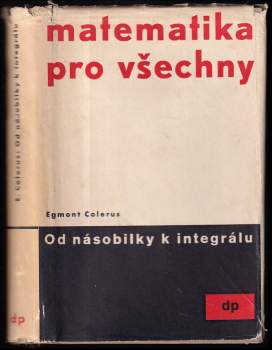 matematika
pro všechny
Egmont Colerus
Od násobilky k integrálu
dp
E. Colerus: Od násobilky k integrálu
dp